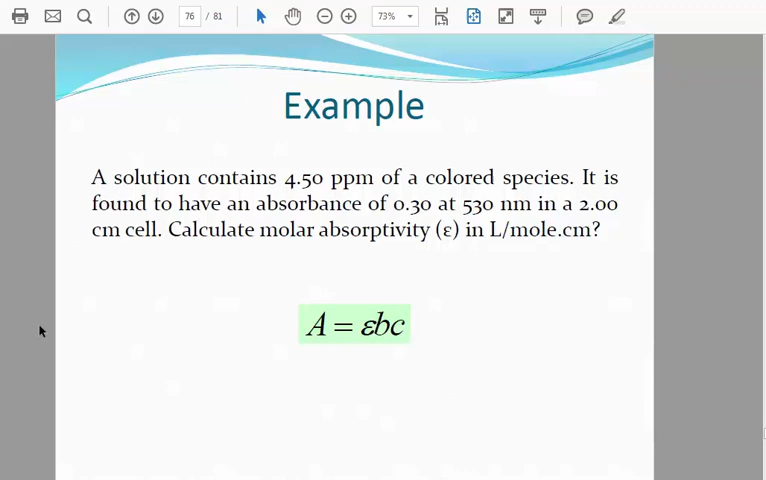 76 / 81 73%
Example
A solution contains 4.50 ppm of a colored species. It is
found to have an absorbance of 0.30 at 530 nm in a 2.00
cm cell. Calculate molar absorptivity (ε) in L/mole.cm?
A = εbc